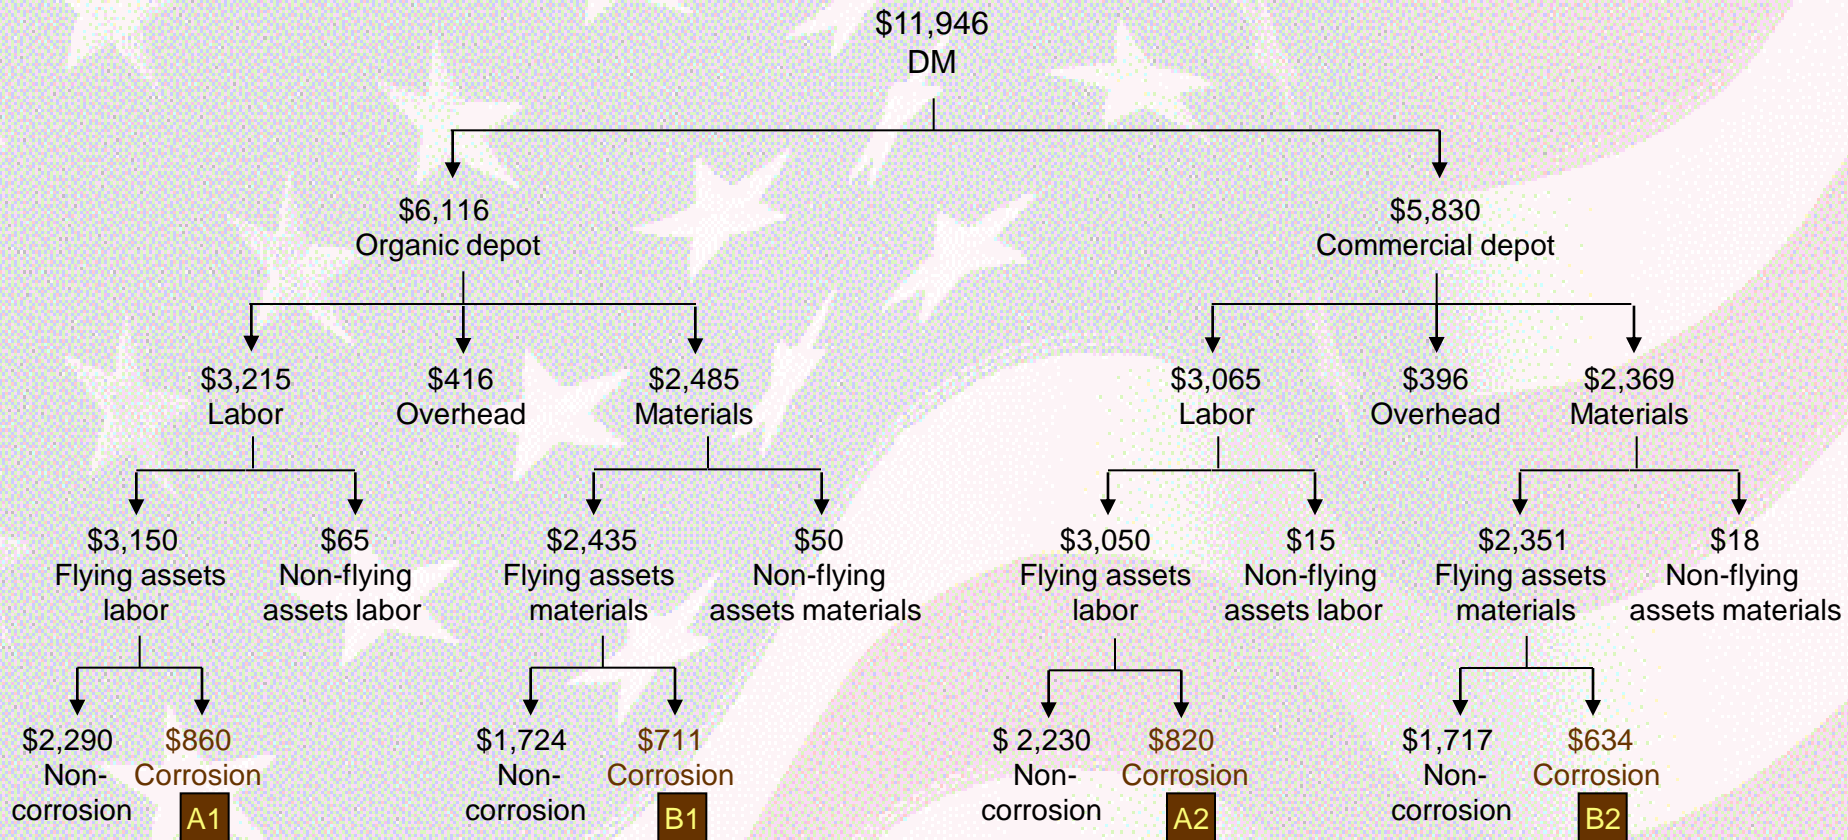 $11,946
DM
$6,116
Organic depot
$5,830
Commercial depot
$3,215
Labor
$416
Overhead
$2,485
Materials
$3,065
Labor
$396
Overhead
$2,369
Materials
$3,150
Flying assets
labor
$65
Non-flying
assets labor
$2,435
Flying assets
materials
$50
Non-flying
assets materials
$3,050
Flying assets
labor
$15
Non-flying
assets labor
$2,351
Flying assets
materials
$18
Non-flying
assets materials
$2,290
Non-
corrosion
$860
Corrosion
A1
$1,724
Non-
corrosion
$711
Corrosion
B1
$ 2,230
Non-
corrosion
$820
Corrosion
A2
$1,717
Non-
corrosion
$634
Corrosion
B2